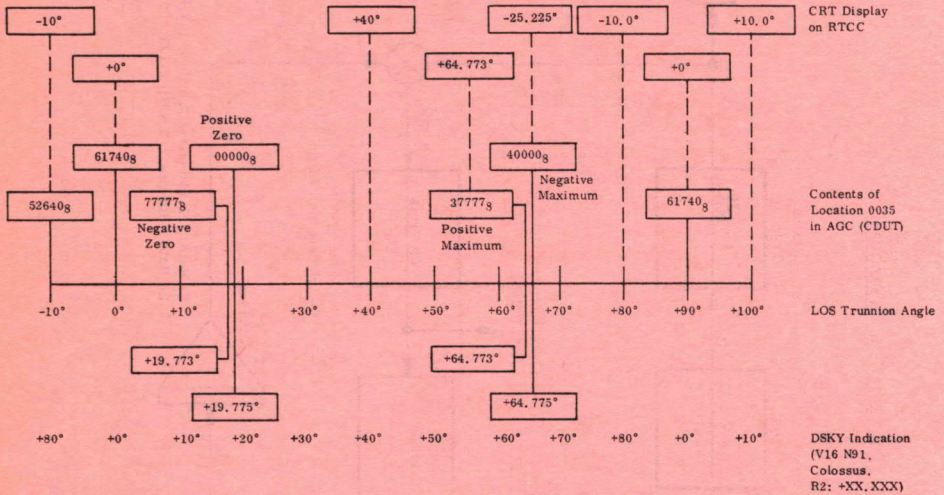 -10° +40° -25.225° -10.0° +10.0° CRT Display
on RTCC
+0° +64.773° +0°
Positive
Zero
61740₈ 00000₈ 40000₈
52640₈ 77777₈ 37777₈ Negative
Maximum 61740₈ Contents of
Location 0035
in AGC (CDUT)
Negative
Zero
Positive
Maximum
-10° 0° +10° +30° +40° +50° +60° +70° +80° +90° +100° LOS Trunnion Angle
+19.773° +64.773°
+19.775° +64.775°
+80° +0° +10° +20° +30° +40° +50° +60° +70° +80° +0° +10° DSKY Indication
(V16 N91,
Colossus,
R2: +XX.XXX)